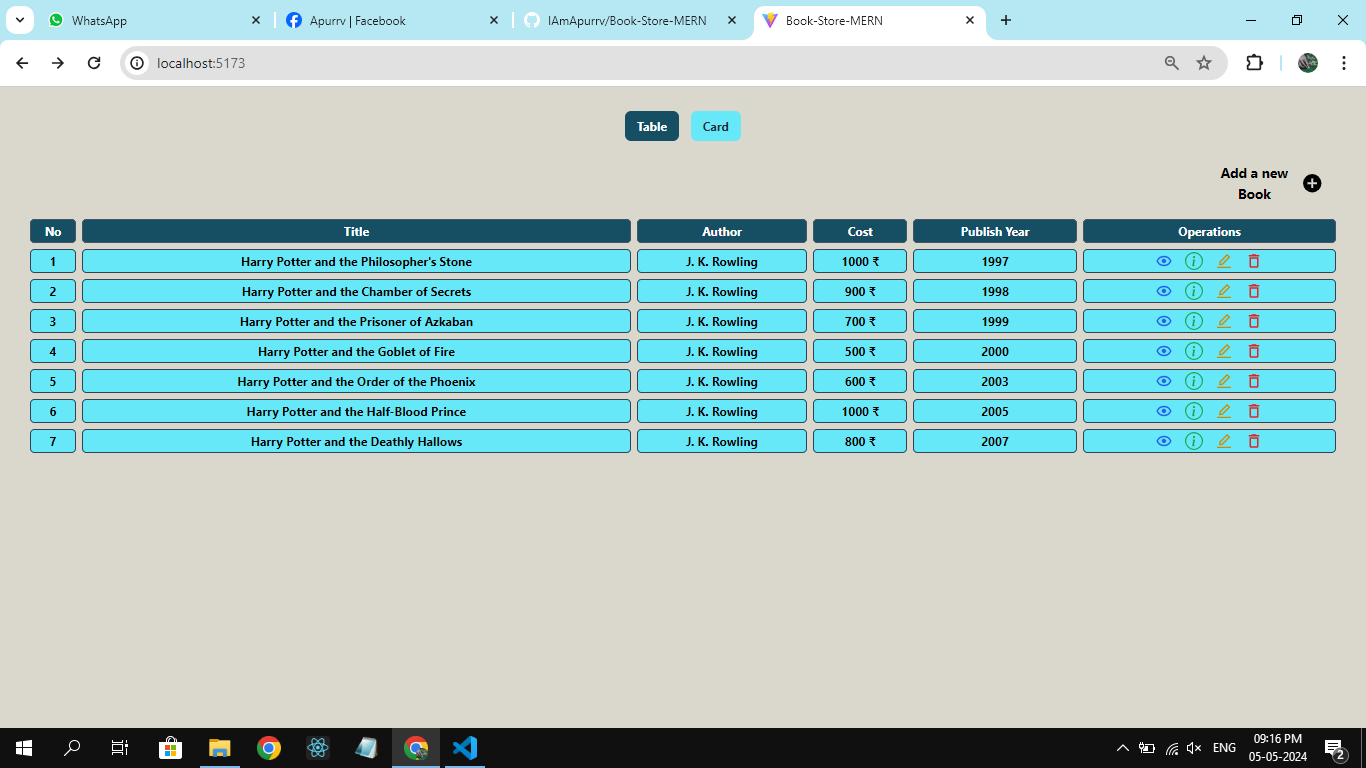 WhatsApp
Apurrv | Facebook
IAmApurrv/Book-Store-MERN
Book-Store-MERN
localhost:5173
Table
Card
Add a new
Book
No Title Author Cost Publish Year Operations
1 Harry Potter and the Philosopher's Stone J. K. Rowling 1000 ₹ 1997
2 Harry Potter and the Chamber of Secrets J. K. Rowling 900 ₹ 1998
3 Harry Potter and the Prisoner of Azkaban J. K. Rowling 700 ₹ 1999
4 Harry Potter and the Goblet of Fire J. K. Rowling 500 ₹ 2000
5 Harry Potter and the Order of the Phoenix J. K. Rowling 600 ₹ 2003
6 Harry Potter and the Half-Blood Prince J. K. Rowling 1000 ₹ 2005
7 Harry Potter and the Deathly Hallows J. K. Rowling 800 ₹ 2007
ENG
09:16 PM
05-05-2024
2